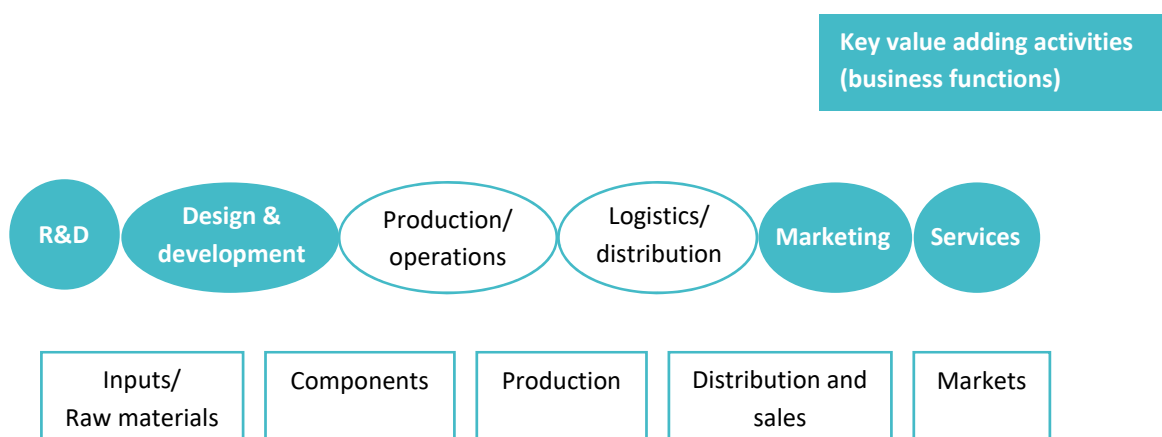 Key value adding activities
(business functions)
R&D
Design &
development
Production/
operations
Logistics/
distribution
Marketing
Services
Inputs/
Raw materials
Components
Production
Distribution and
sales
Markets